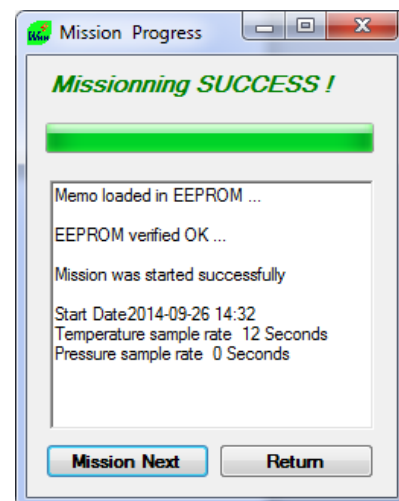 Mission Progress
Missionning SUCCESS !
Memo loaded in EEPROM ...
EEPROM verified OK ...
Mission was started successfully
Start Date2014-09-26 14:32
Temperature sample rate  12 Seconds
Pressure sample rate  0 Seconds
Mission Next
Return